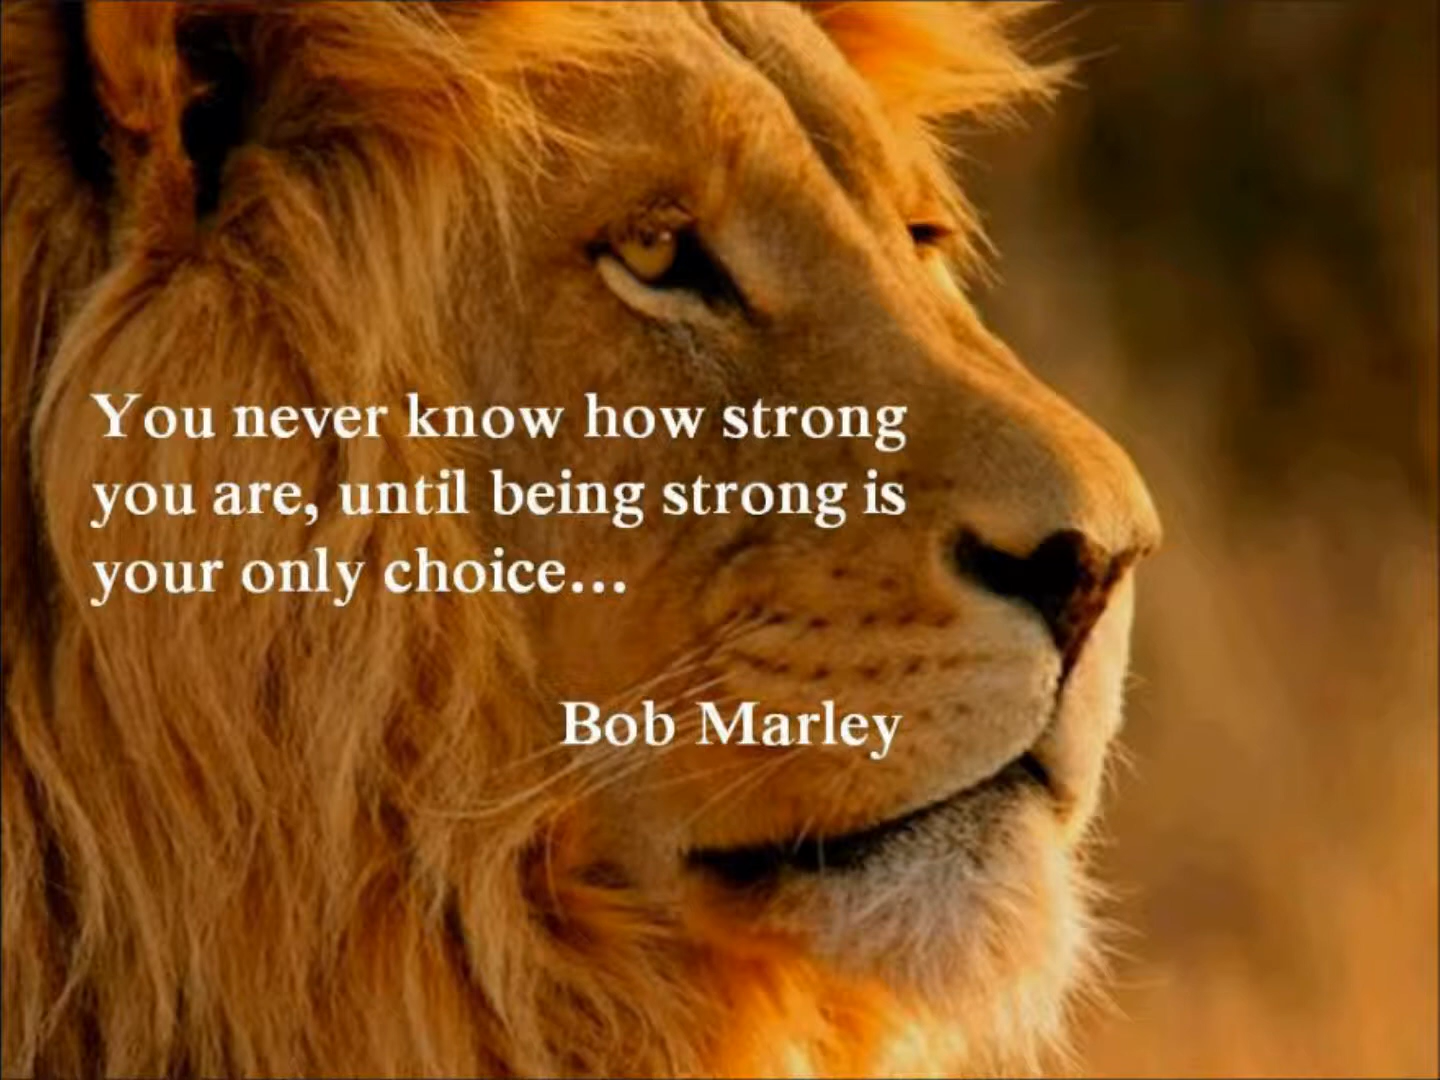 You never know how strong
you are, until being strong is
your only choice...
Bob Marley